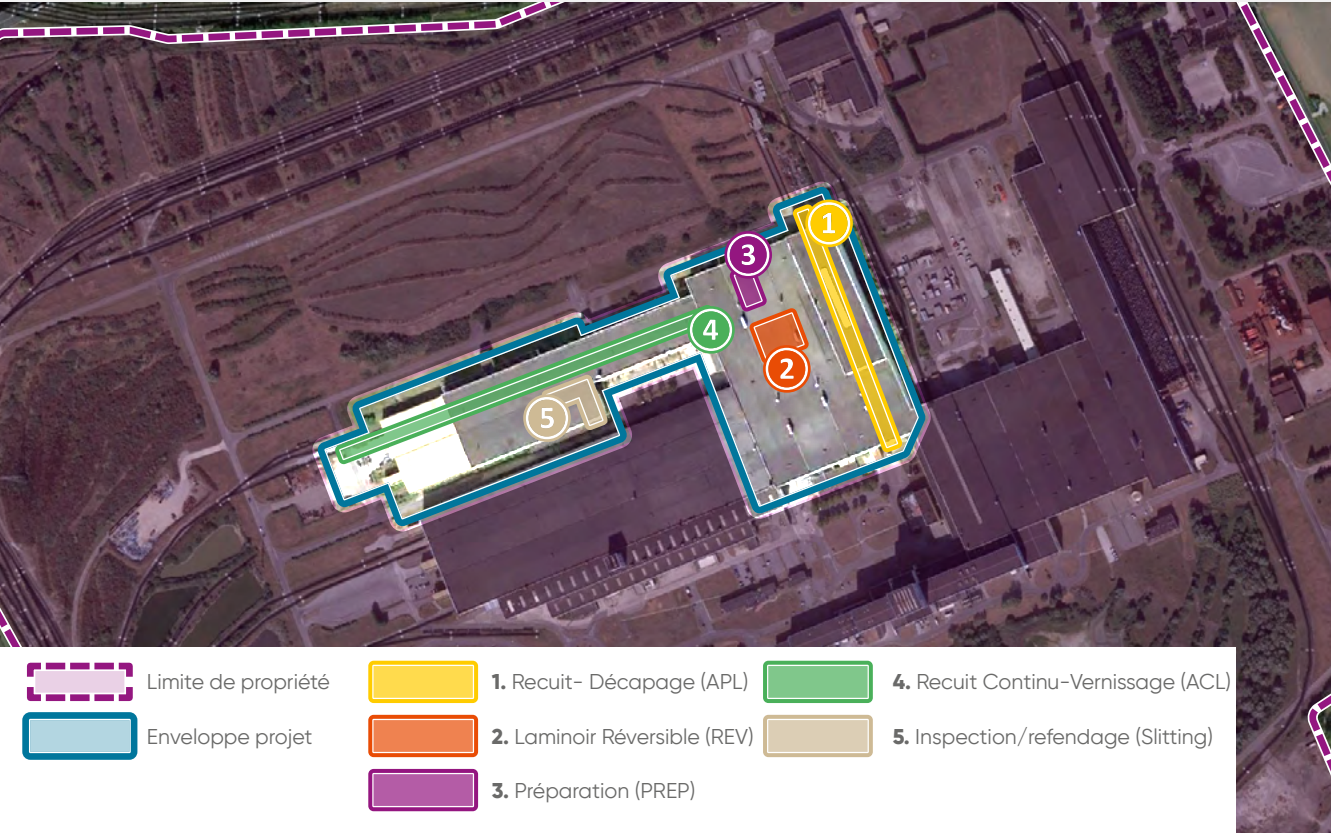 1
3
4
2
5
Limite de propriété
Enveloppe projet
1. Recuit- Décapage (APL)
2. Laminoir Réversible (REV)
3. Préparation (PREP)
4. Recuit Continu-Vernissage (ACL)
5. Inspection/refendage (Slitting)